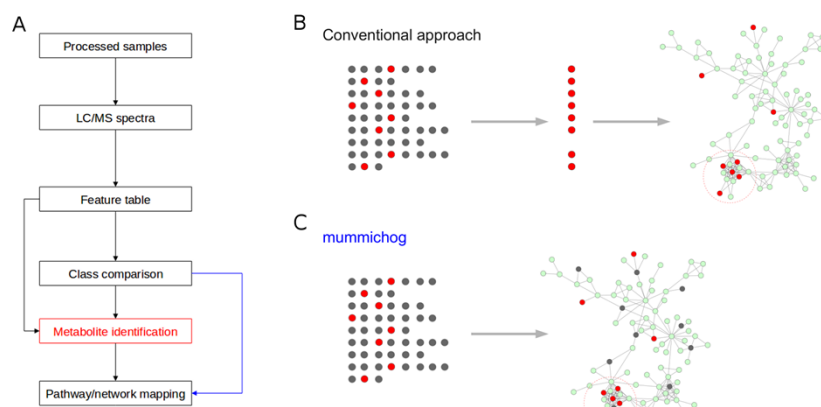 A
Processed samples
LC/MS spectra
Feature table
Class comparison
Metabolite identification
Pathway/network mapping
B
Conventional approach
C
mummichog